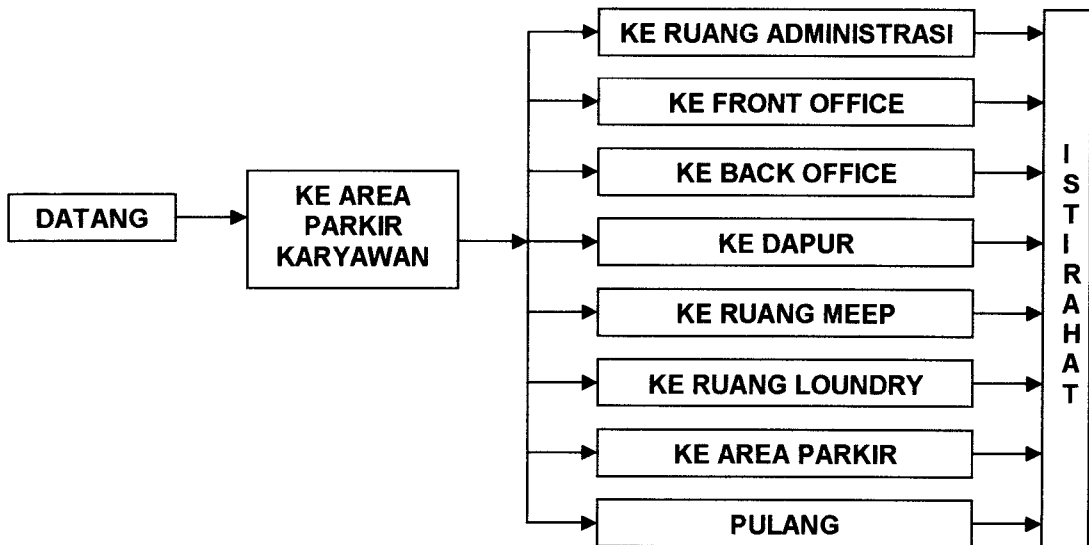 DATANG
KE AREA
PARKIR
KARYAWAN
KE RUANG ADMINISTRASI
KE FRONT OFFICE
KE BACK OFFICE
KE DAPUR
KE RUANG MEEP
KE RUANG LOUNDRY
KE AREA PARKIR
PULANG
ISTIRAHAT